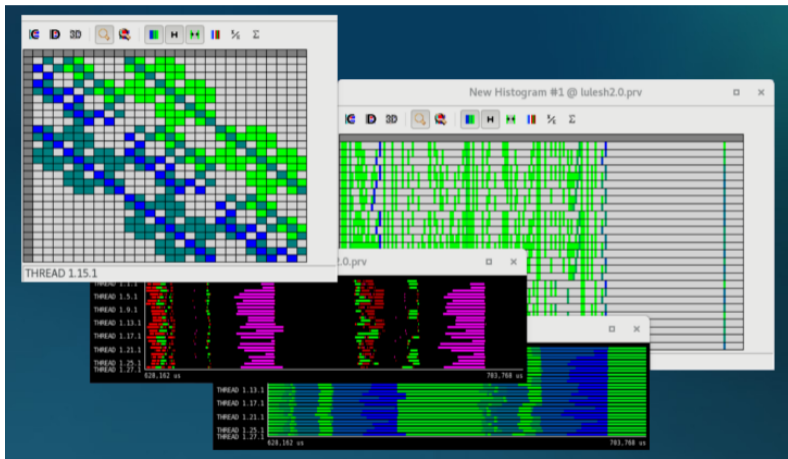 3D
½ Σ
New Histogram #1 @ lulesh2.0.prv
3D
½ Σ
THREAD 1.15.1
2.0.prv
THREAD 1.1.1
THREAD 1.5.1
THREAD 1.9.1
THREAD 1.13.1
THREAD 1.17.1
THREAD 1.21.1
THREAD 1.25.1
THREAD 1.27.1
628,162 us
703,768 us
THREAD 1.13.1
THREAD 1.17.1
THREAD 1.21.1
THREAD 1.25.1
THREAD 1.27.1
628,162 us
703,768 us